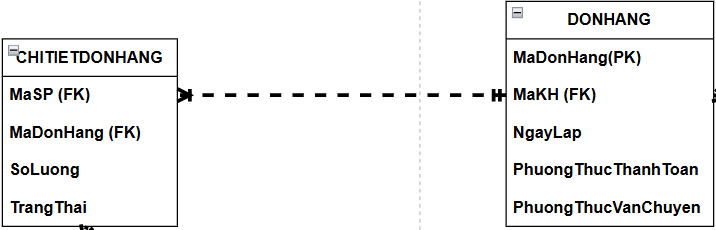 CHITIETDONHANG
MaSP (FK)
MaDonHang (FK)
SoLuong
TrangThai
DONHANG
MaDonHang(PK)
MaKH (FK)
NgayLap
PhuongThucThanhToan
PhuongThucVanChuyen